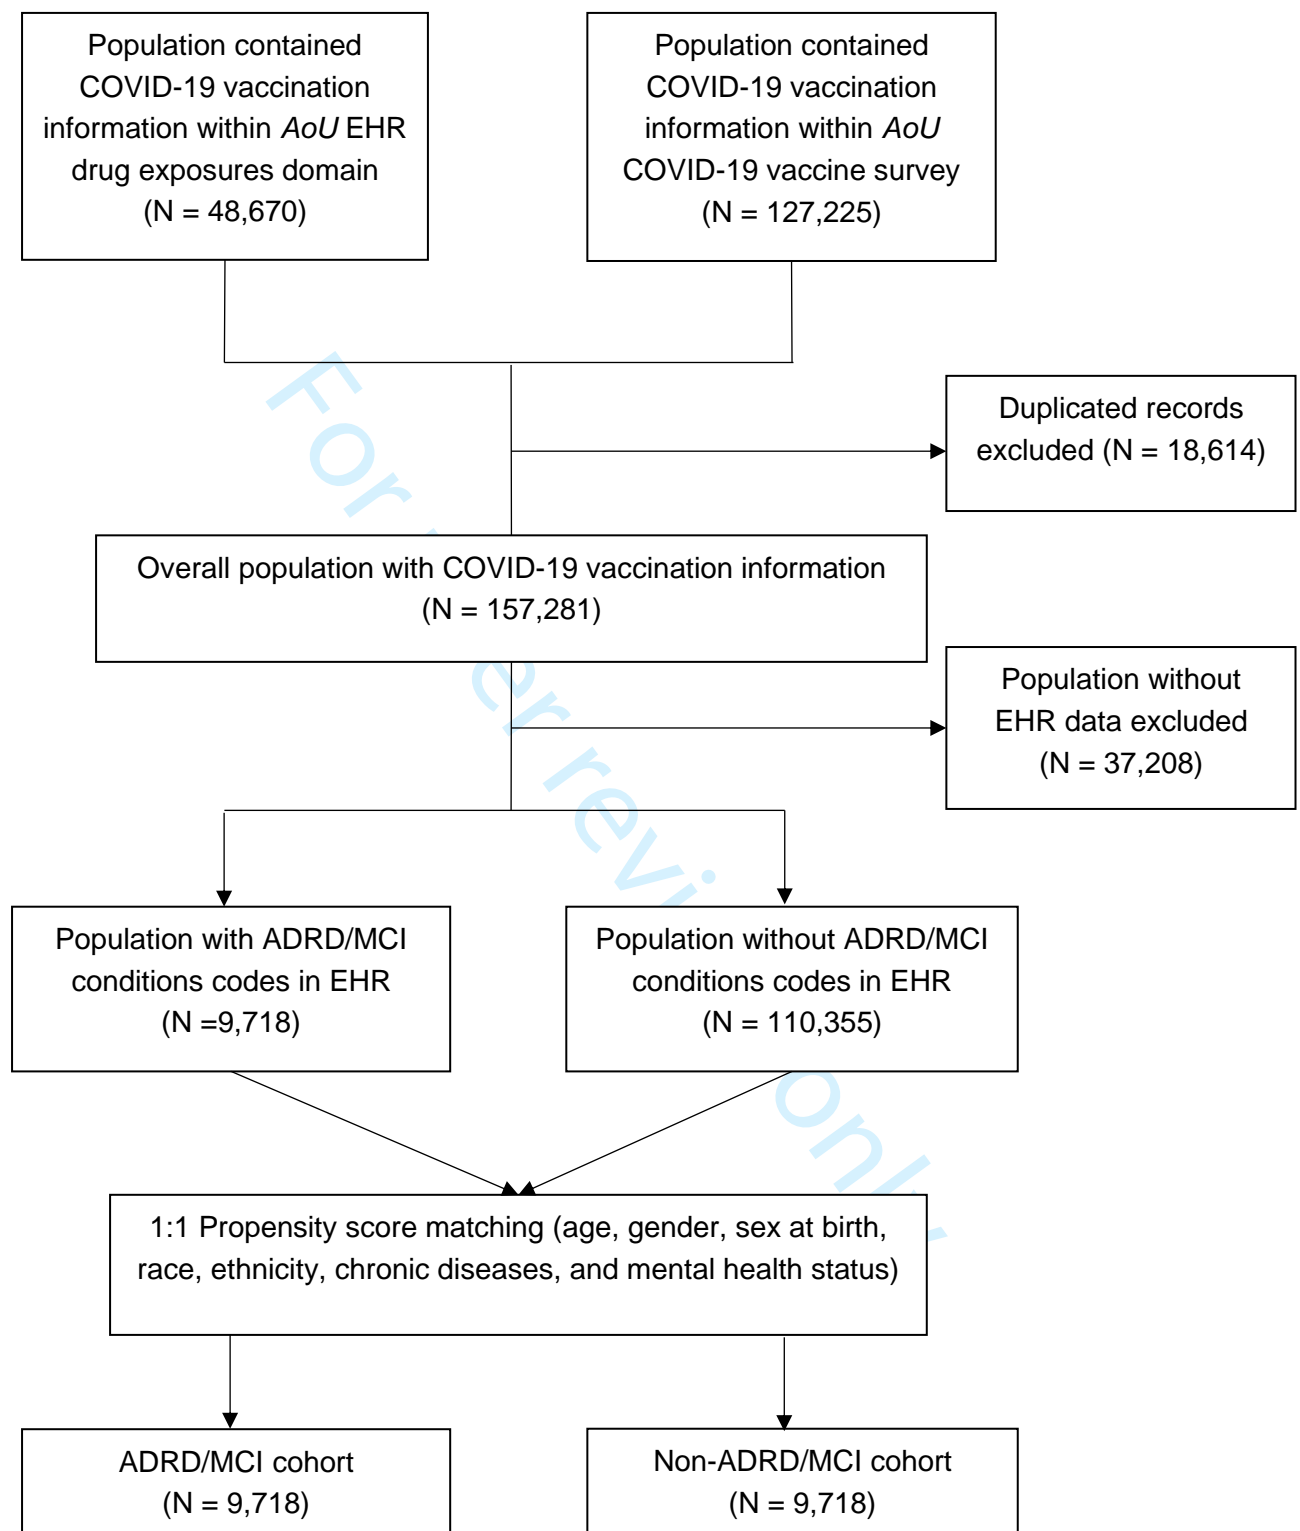 Population contained
COVID-19 vaccination
information within AoU EHR
drug exposures domain
(N = 48,670)
Population contained
COVID-19 vaccination
information within AoU
COVID-19 vaccine survey
(N = 127,225)
Duplicated records
excluded (N = 18,614)
Overall population with COVID-19 vaccination information
(N = 157,281)
Population without
EHR data excluded
(N = 37,208)
Population with ADRD/MCI
conditions codes in EHR
(N =9,718)
Population without ADRD/MCI
conditions codes in EHR
(N = 110,355)
1:1 Propensity score matching (age, gender, sex at birth,
race, ethnicity, chronic diseases, and mental health status)
ADRD/MCI cohort
(N = 9,718)
Non-ADRD/MCI cohort
(N = 9,718)
For peer review only